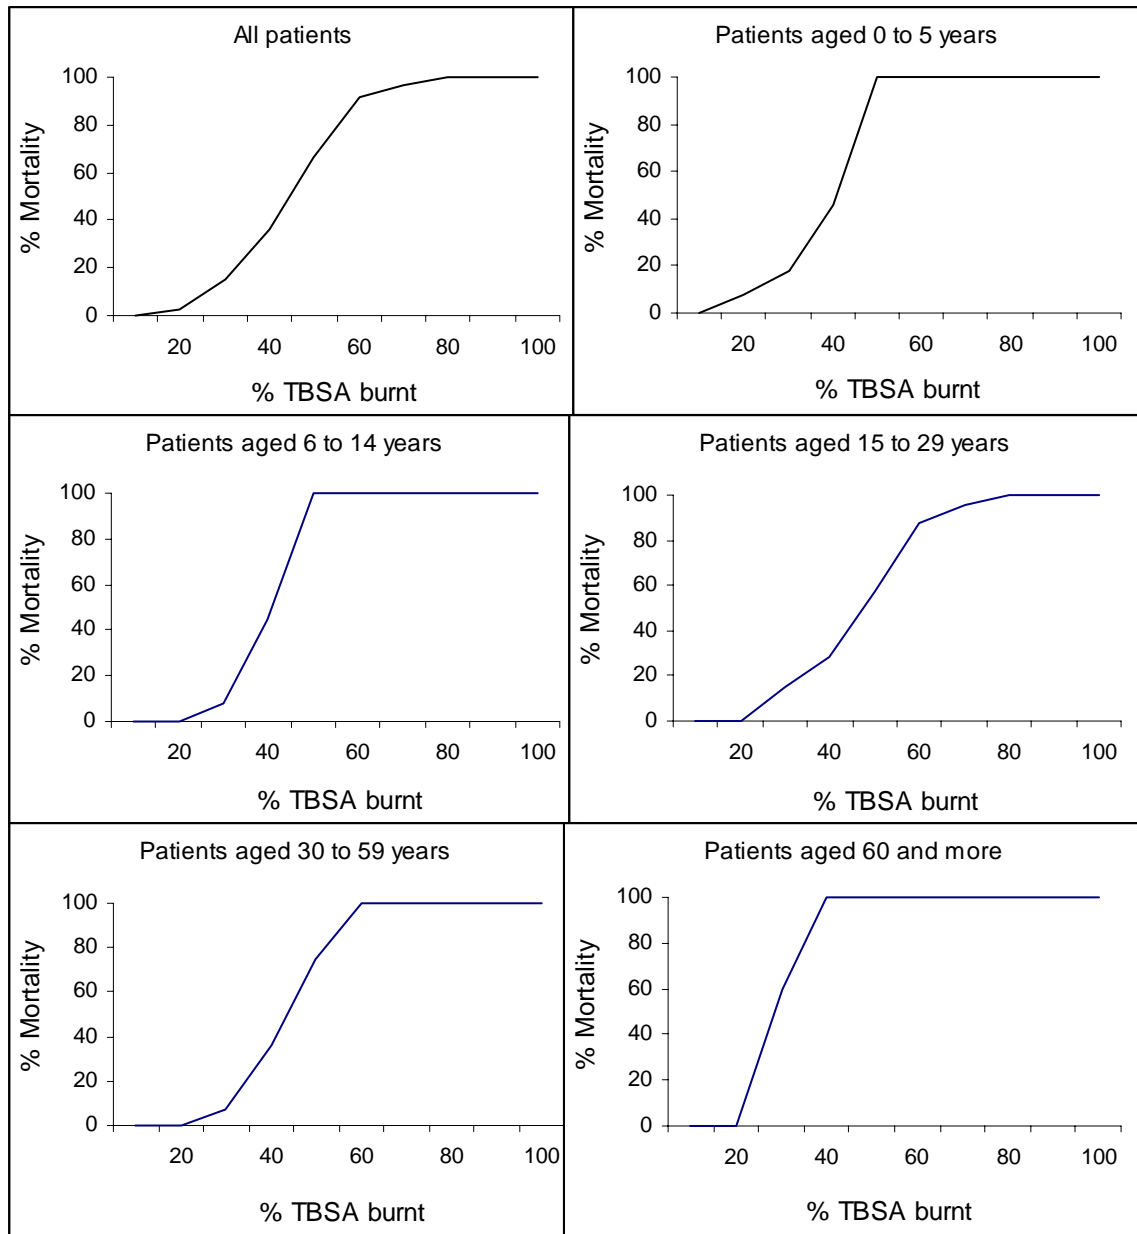 All patients
100
80
60
40
20
0
% Mortality
20 40 60 80 100
% TBSA burnt
Patients aged 0 to 5 years
100
80
60
40
20
0
% Mortality
20 40 60 80 100
% TBSA burnt
Patients aged 6 to 14 years
100
80
60
40
20
0
% Mortality
20 40 60 80 100
% TBSA burnt
Patients aged 15 to 29 years
100
80
60
40
20
0
% Mortality
20 40 60 80 100
% TBSA burnt
Patients aged 30 to 59 years
100
80
60
40
20
0
% Mortality
20 40 60 80 100
% TBSA burnt
Patients aged 60 and more
100
80
60
40
20
0
% Mortality
20 40 60 80 100
% TBSA burnt